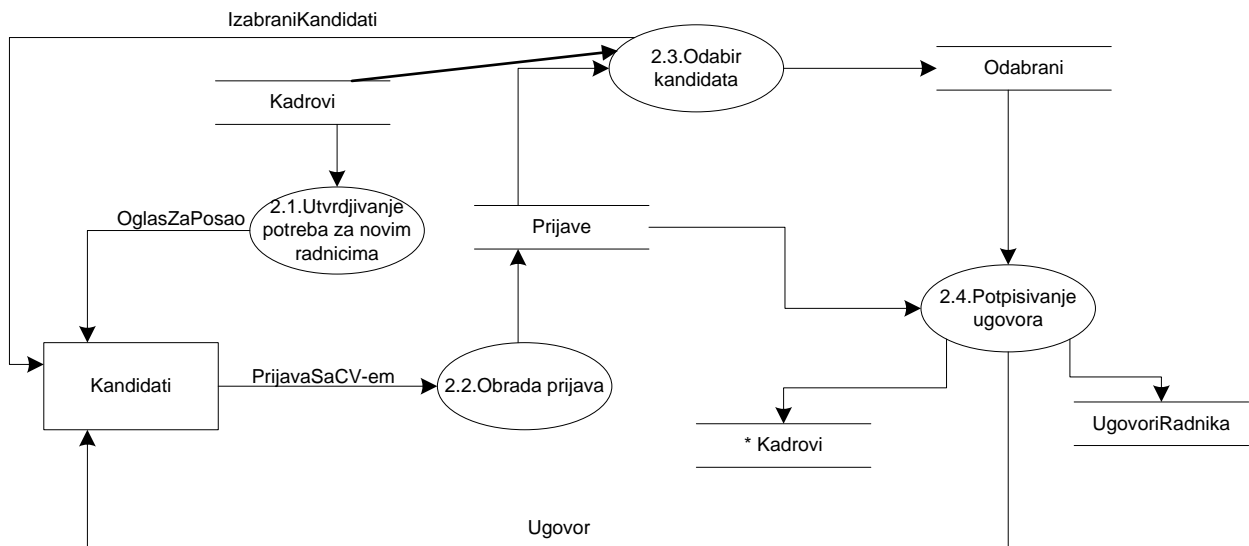 IzabraniKandidati
2.3.Odabir
kandidata
Odabrani
Kadrovi
OglasZaPosao
2.1.Utvrdjivanje
potreba za novim
radnicima
Prijave
2.4.Potpisivanje
ugovora
Kandidati
PrijavaSaCV-em
2.2.Obrada prijava
* Kadrovi
UgovoriRadnika
Ugovor